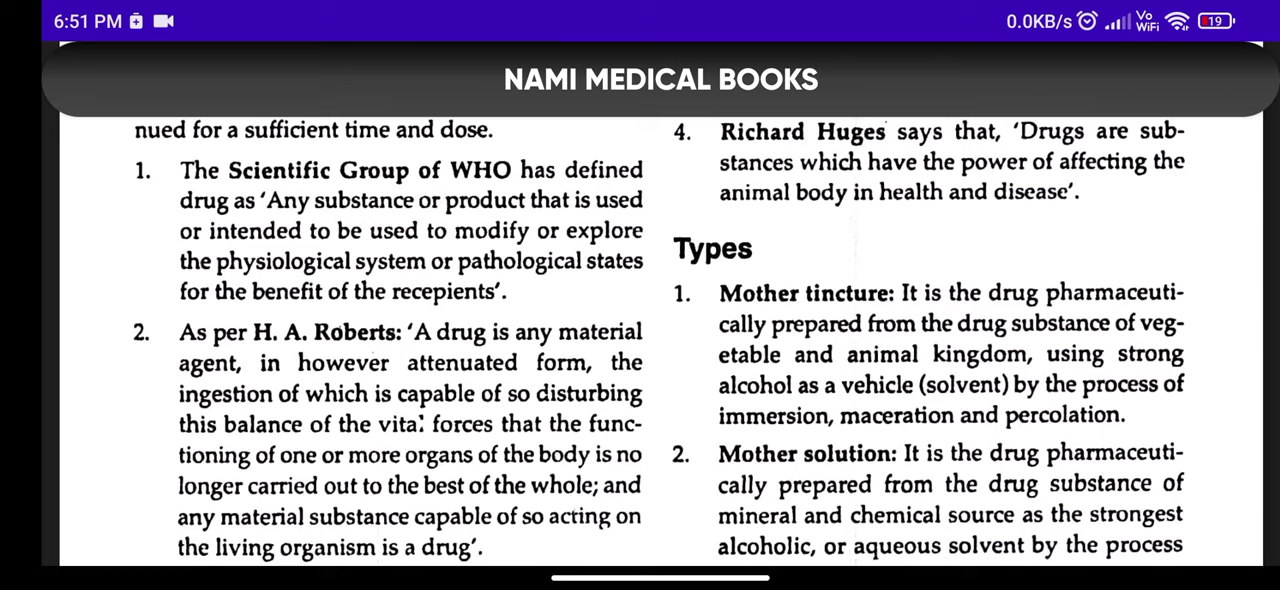 6:51 PM
0.0KB/s Vo WiFi 19
NAMI MEDICAL BOOKS
nued for a sufficient time and dose.
1. The Scientific Group of WHO has defined
drug as ‘Any substance or product that is used
or intended to be used to modify or explore
the physiological system or pathological states
for the benefit of the recepients’.
2. As per H. A. Roberts: ‘A drug is any material
agent, in however attenuated form, the
ingestion of which is capable of so disturbing
this balance of the vital forces that the func-
tioning of one or more organs of the body is no
longer carried out to the best of the whole; and
any material substance capable of so acting on
the living organism is a drug’.
4. Richard Huges says that, ‘Drugs are sub-
stances which have the power of affecting the
animal body in health and disease’.
Types
1. Mother tincture: It is the drug pharmaceuti-
cally prepared from the drug substance of veg-
etable and animal kingdom, using strong
alcohol as a vehicle (solvent) by the process of
immersion, maceration and percolation.
2. Mother solution: It is the drug pharmaceuti-
cally prepared from the drug substance of
mineral and chemical source as the strongest
alcoholic, or aqueous solvent by the process